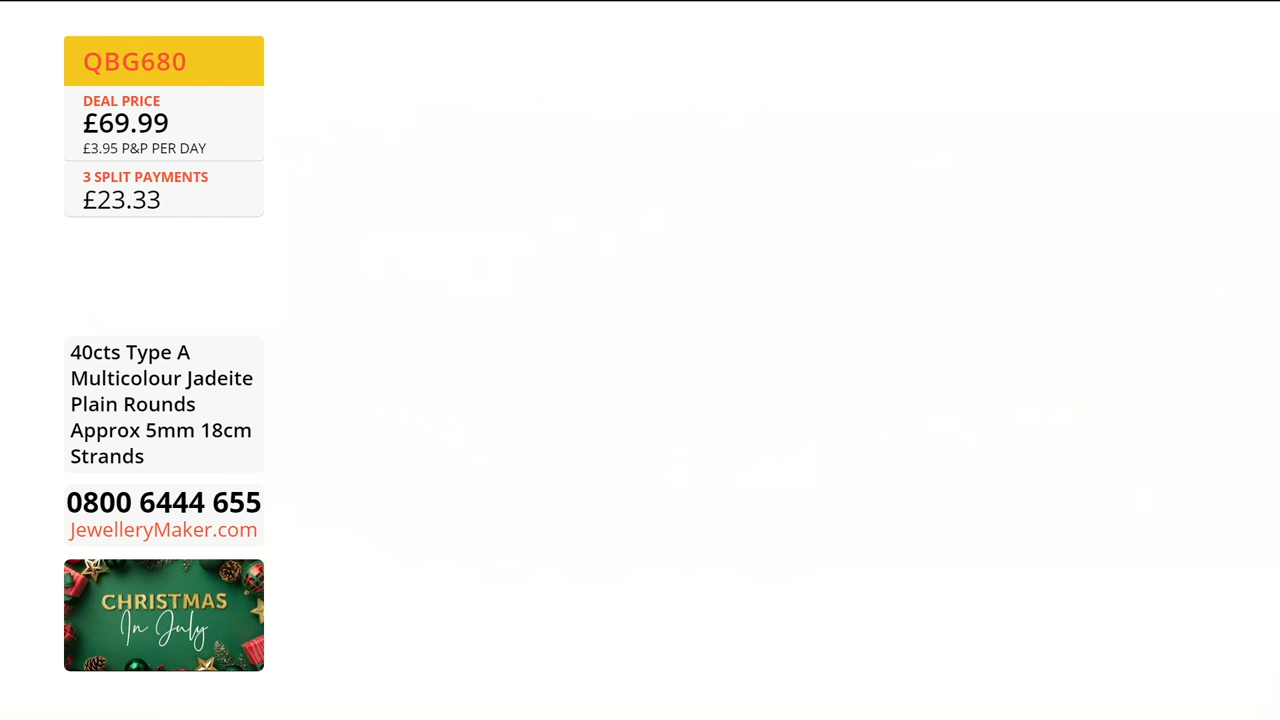 QBG680
DEAL PRICE
£69.99
£3.95 P&P PER DAY
3 SPLIT PAYMENTS
£23.33
40cts Type A
Multicolour Jadeite
Plain Rounds
Approx 5mm 18cm
Strands
0800 6444 655
JewelleryMaker.com
CHRISTMAS
In July